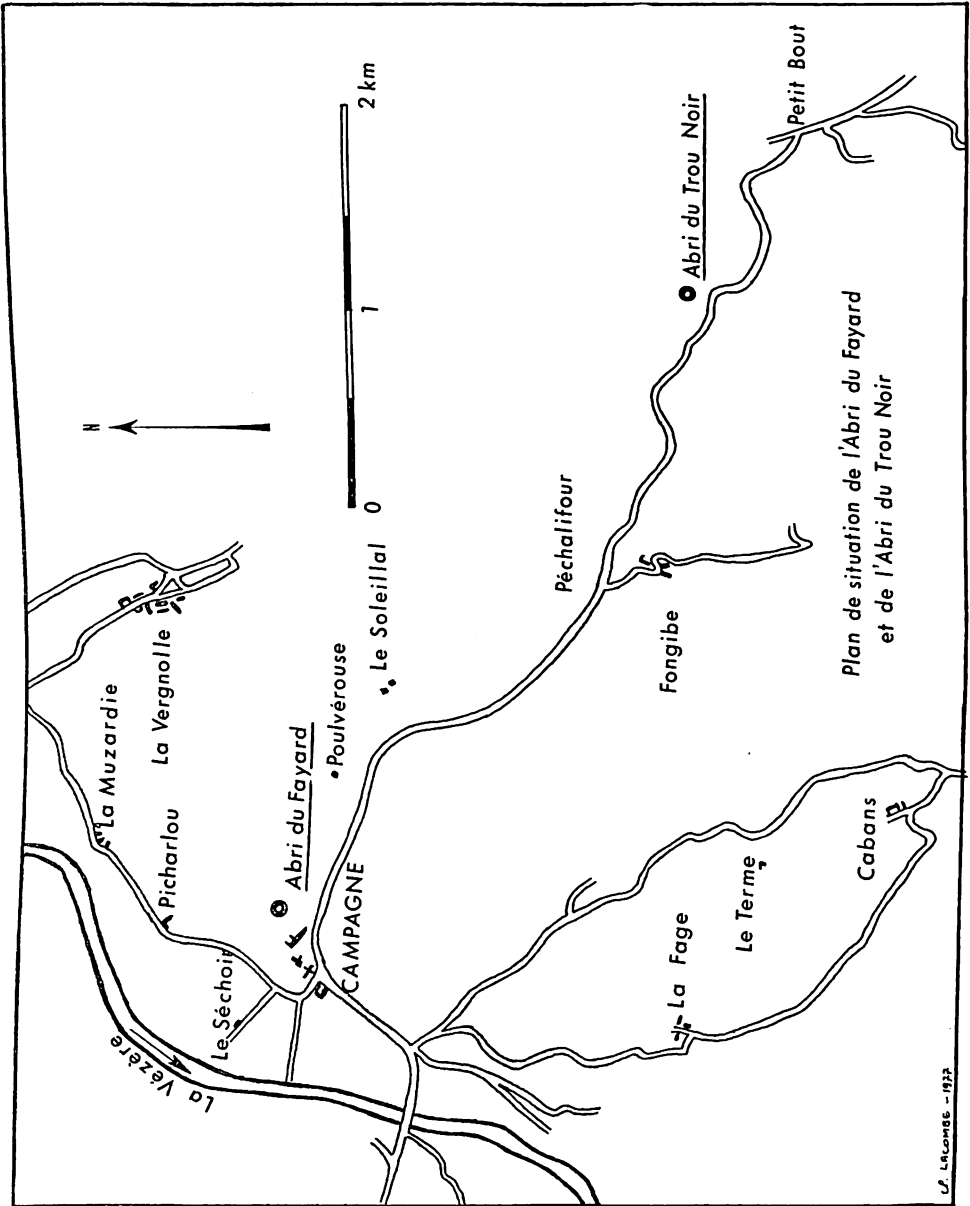 La Vézère
Le Séchoir
Picharlou
La Muzardie
La Vergnolle
CAMPAGNE
Abri du Fayard
Poulvérouse
Le Soleillal
N
0
1
2 km
Péchalifour
Fongibe
La Fage
Le Terme
Cabans
Abri du Trou Noir
Petit Bout
Plan de situation de l'Abri du Fayard
et de l'Abri du Trou Noir
LACOMBE - 1977